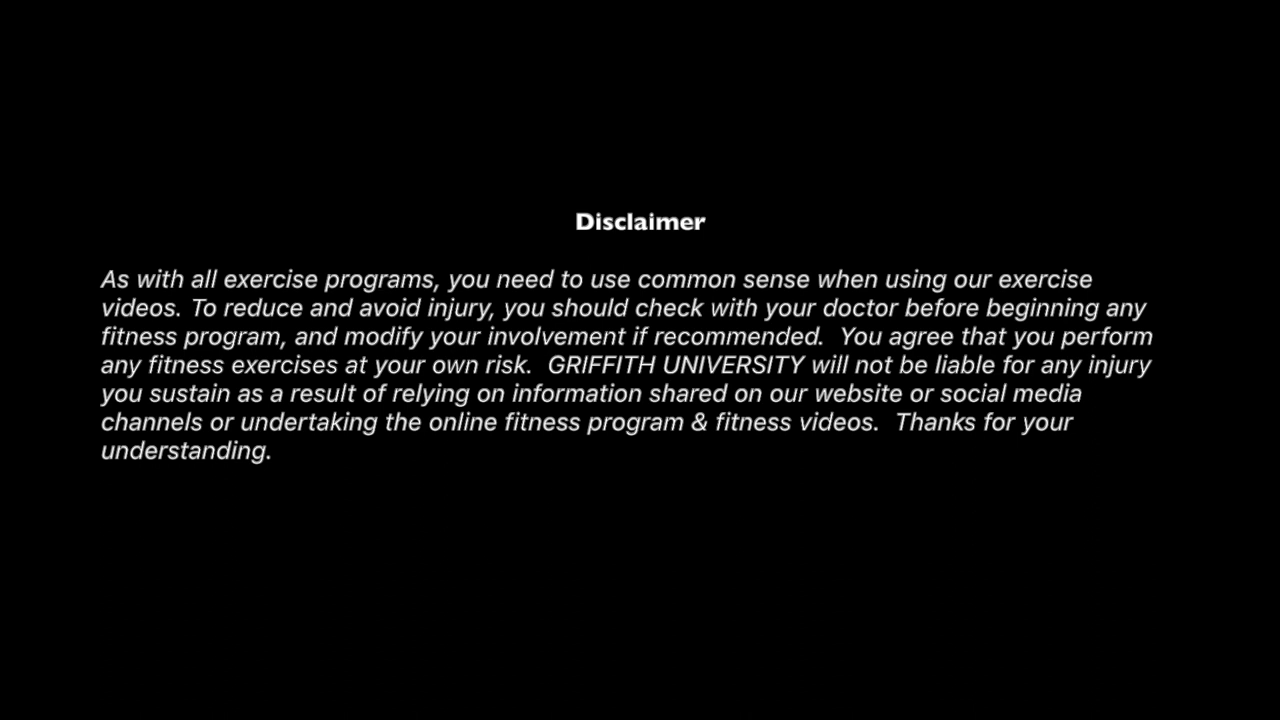 Disclaimer
As with all exercise programs, you need to use common sense when using our exercise
videos. To reduce and avoid injury, you should check with your doctor before beginning any
fitness program, and modify your involvement if recommended.  You agree that you perform
any fitness exercises at your own risk.  GRIFFITH UNIVERSITY will not be liable for any injury
you sustain as a result of relying on information shared on our website or social media
channels or undertaking the online fitness program & fitness videos.  Thanks for your
understanding.